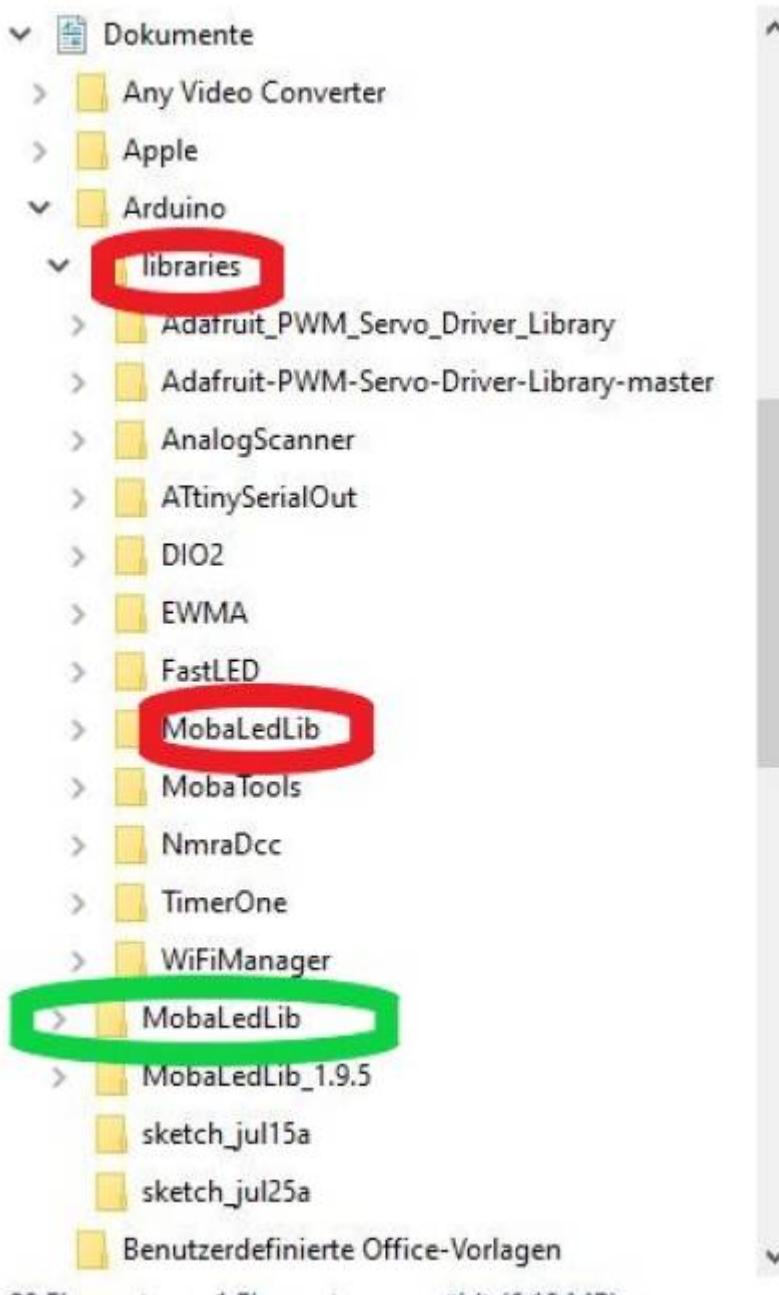 Dokumente
Any Video Converter
Apple
Arduino
libraries
Adafruit_PWM_Servo_Driver_Library
Adafruit-PWM-Servo-Driver-Library-master
AnalogScanner
ATtinySerialOut
DIO2
EWMA
FastLED
MobaLedLib
MobaTools
NmraDcc
TimerOne
WiFiManager
MobaLedLib
MobaLedLib_1.9.5
sketch_jul15a
sketch_jul25a
Benutzerdefinierte Office-Vorlagen